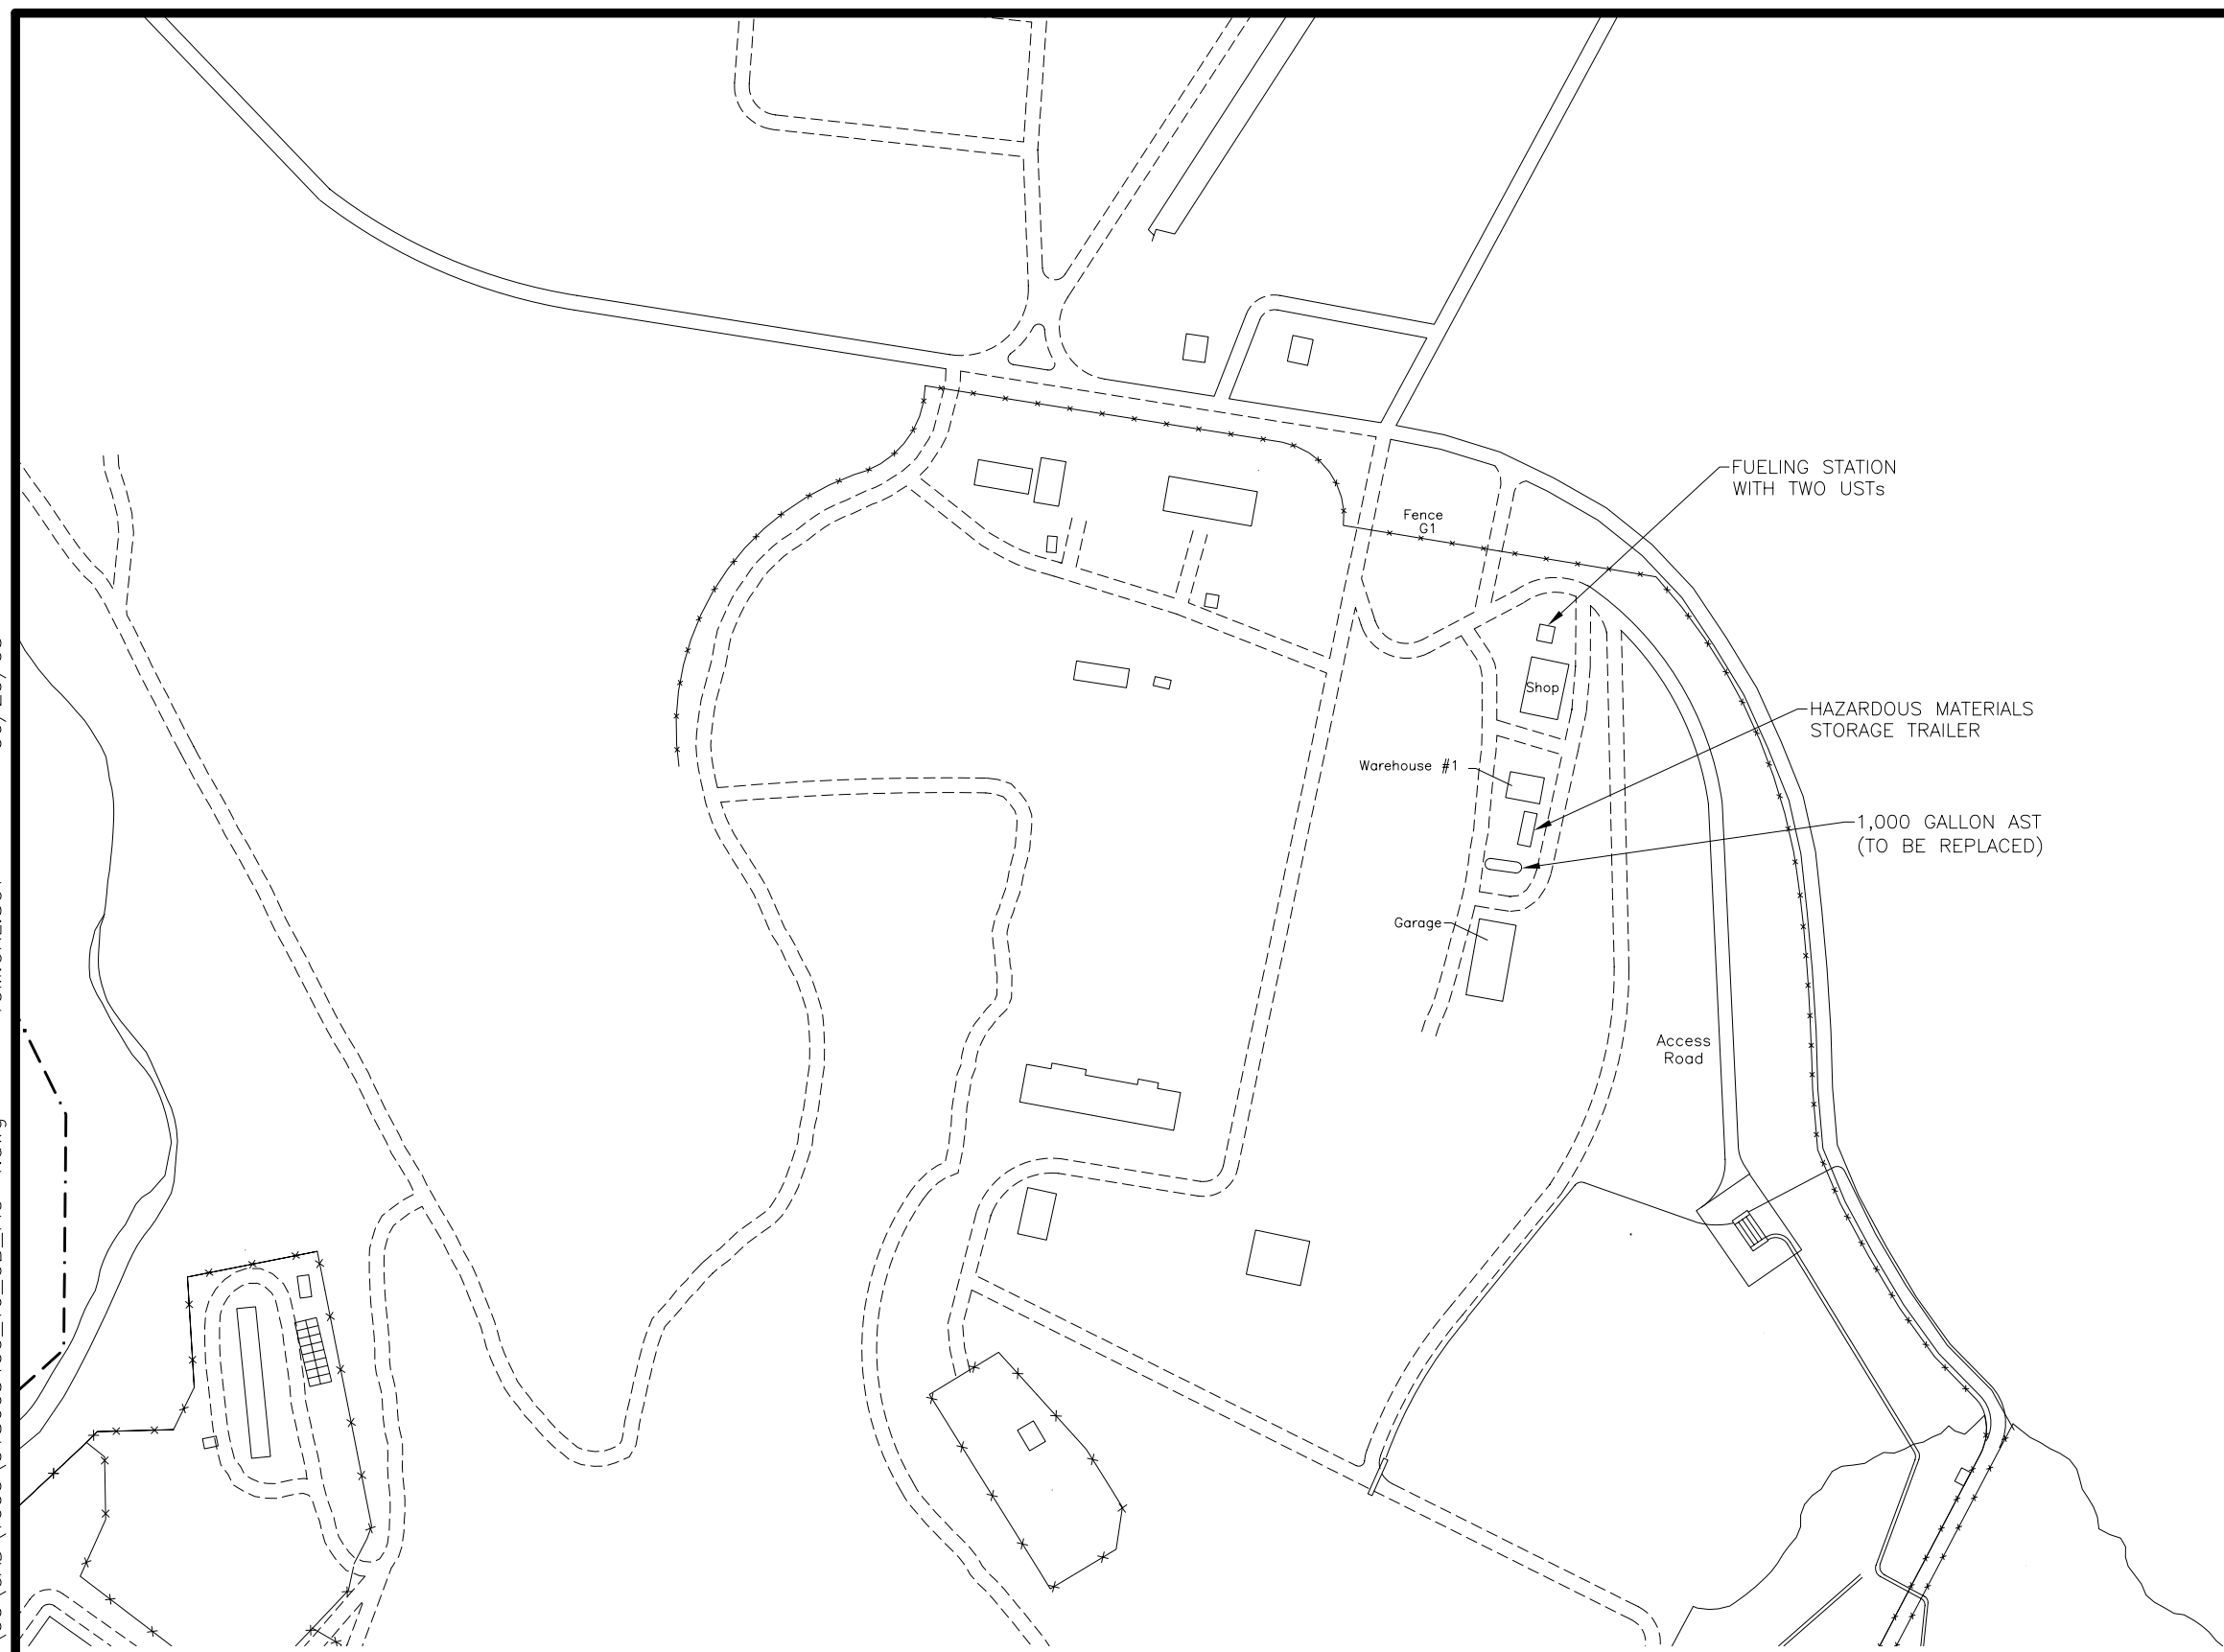 FUELING STATION
WITH TWO USTs
Fence
G1
Shop
HAZARDOUS MATERIALS
STORAGE TRAILER
Warehouse #1
1,000 GALLON AST
(TO BE REPLACED)
Garage
Access
Road